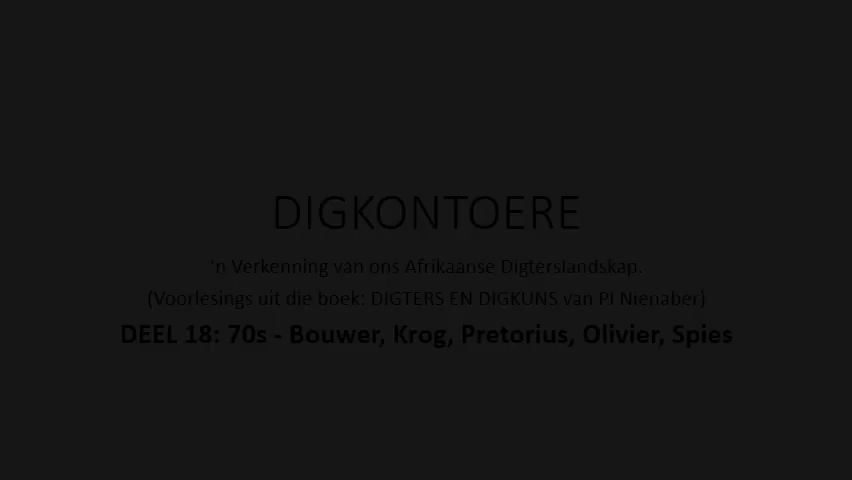 DIGKONTOERE
'n Verkenning van ons Afrikaanse Digterslandskap.
(Voorlesings uit die boek: DIGTERS EN DIGKUNS van PJ Nienaber)
DEEL 18: 70s - Bouwer, Krog, Pretorius, Olivier, Spies